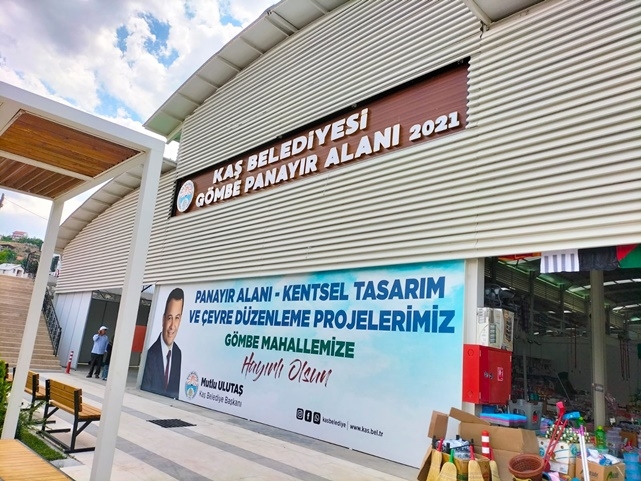 KAŞ BELEDİYESİ
GÖMBE PANAYIR ALANI 2021
PANAYIR ALANI - KENTSEL TASARIM
VE ÇEVRE DÜZENLEME PROJELERİMİZ
GÖMBE MAHALLEMİZE
Hayırlı Olsun
Mutlu ULUTAŞ
Kaş Belediye Başkanı
kasbelediye | www.kas.bel.tr